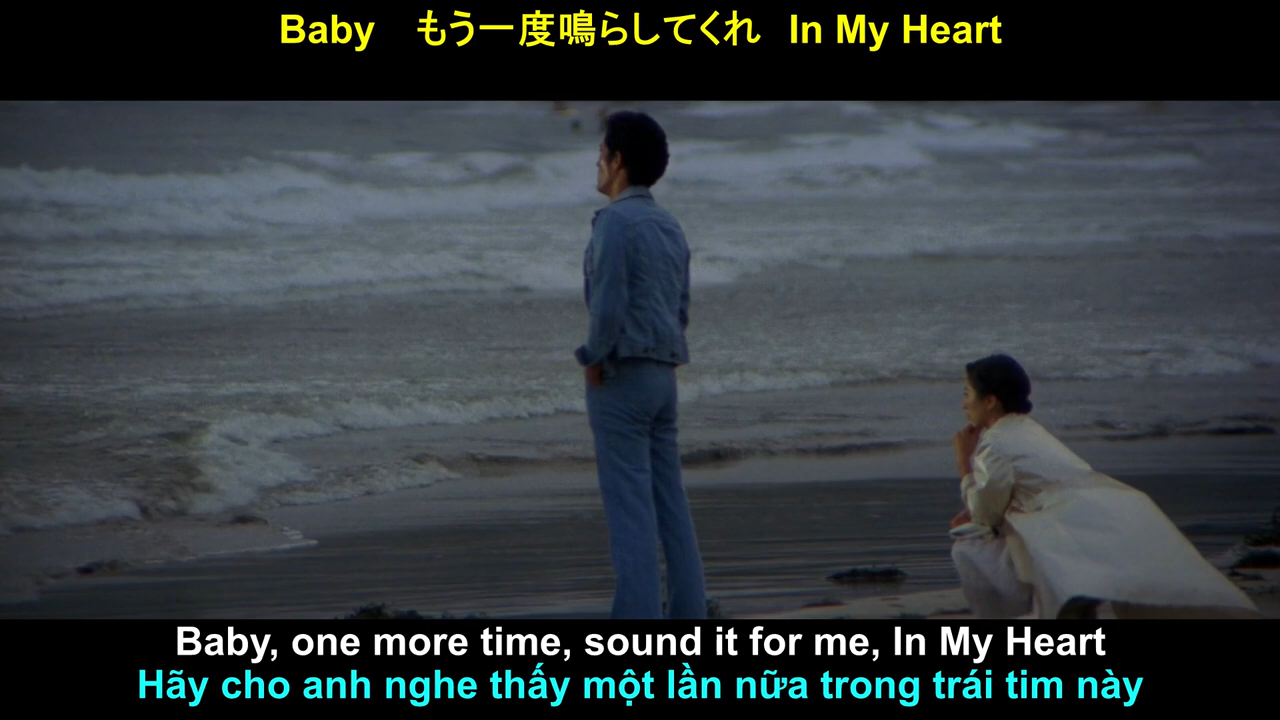 Baby　もう一度鳴らしてくれ　In My Heart
Baby, one more time, sound it for me, In My Heart
Hãy cho anh nghe thấy một lần nữa trong trái tim này